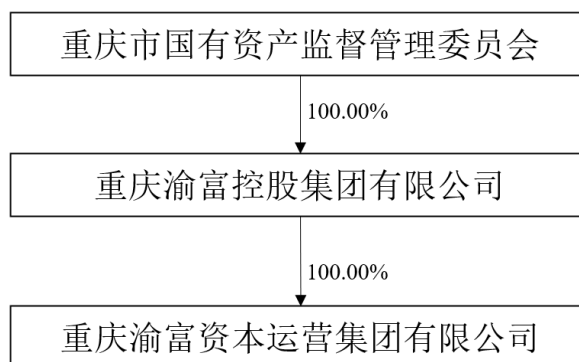 重庆市国有资产监督管理委员会
100.00%
重庆渝富控股集团有限公司
100.00%
重庆渝富资本运营集团有限公司